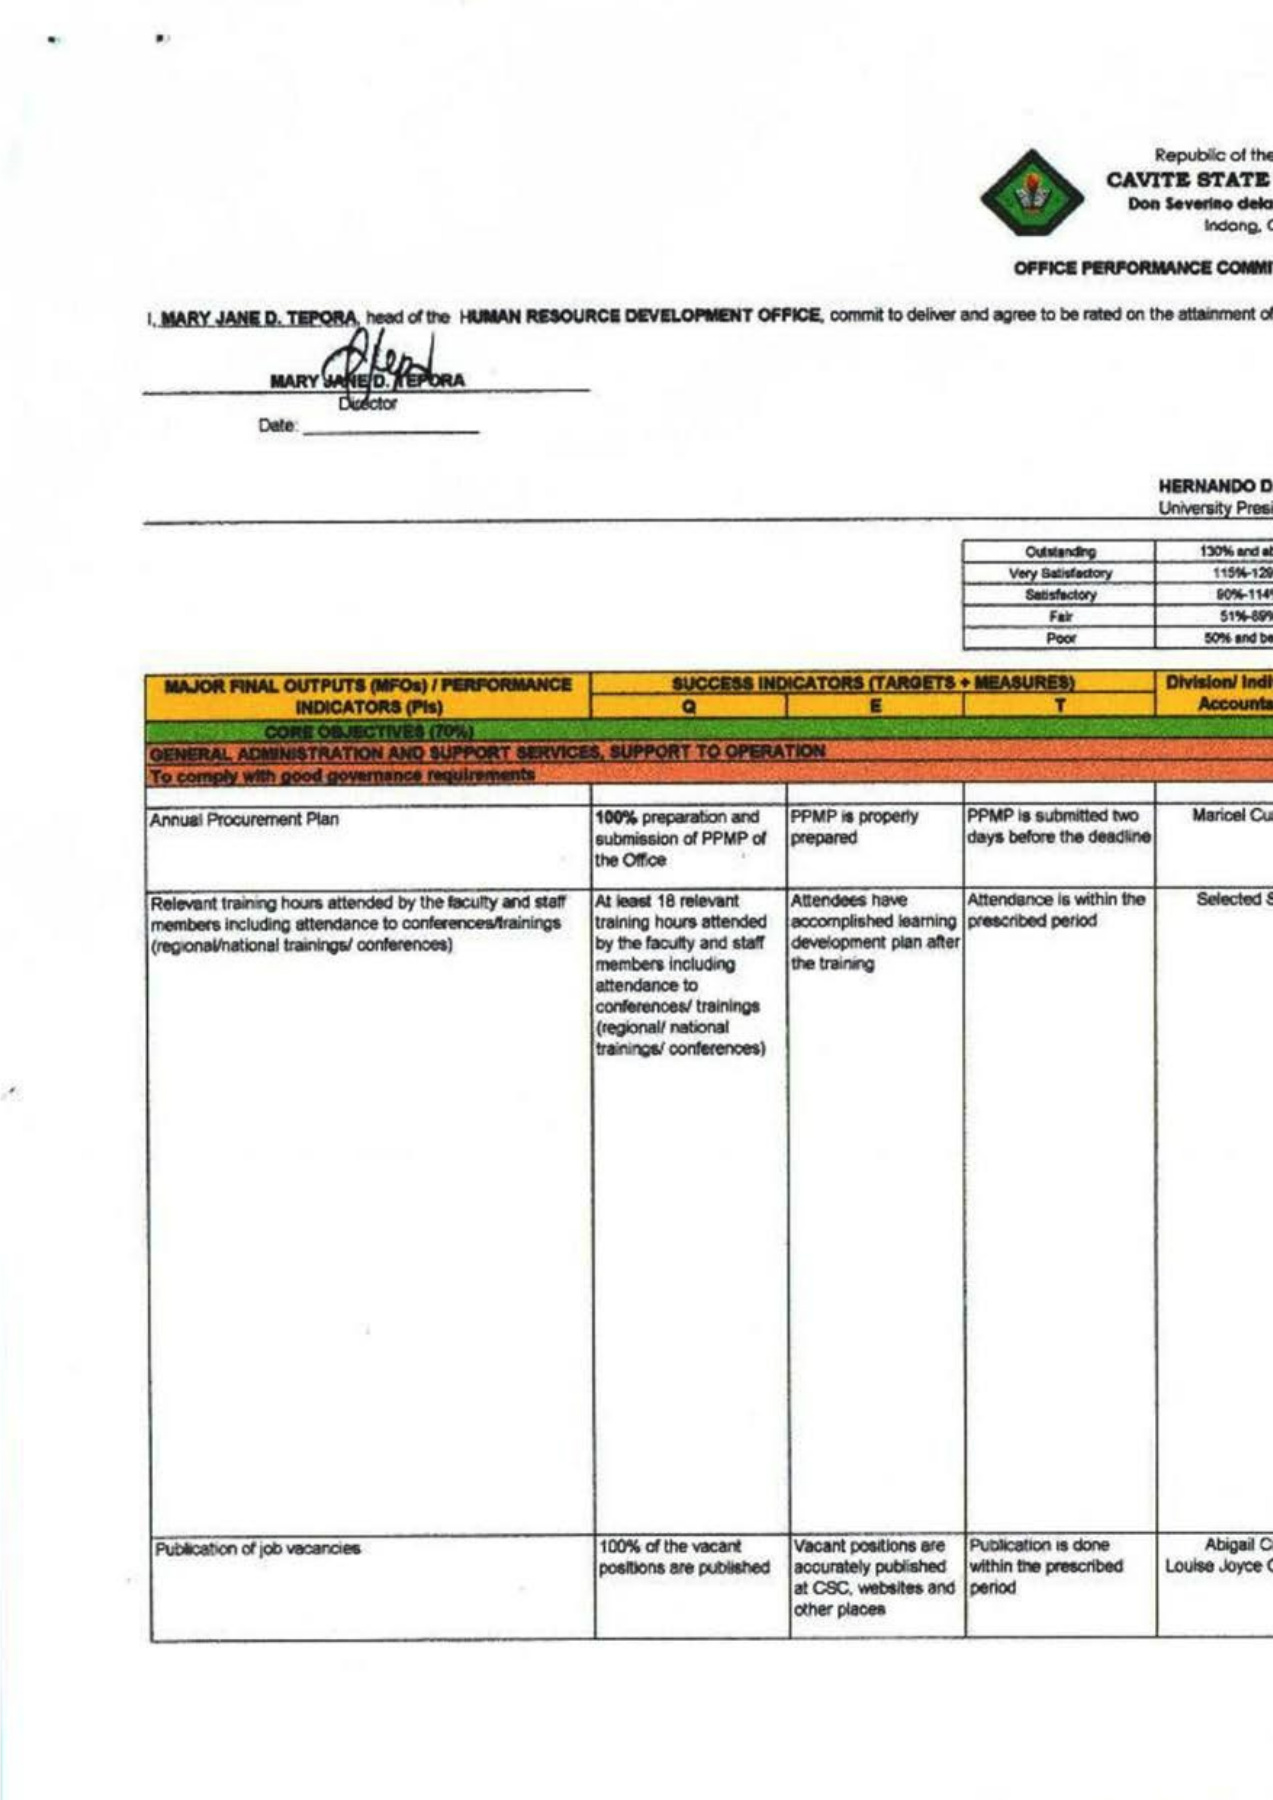 Republic of the
CAVITE STATE
Don Severino dela
Indang, C
OFFICE PERFORMANCE COMMI
I, MARY JANE D. TEPORA, head of the HUMAN RESOURCE DEVELOPMENT OFFICE, commit to deliver and agree to be rated on the attainment of
MARY JANE D. TEPORA
Director
Date:
HERNANDO D
University Presi
Outstanding 130% and ab
Very Satisfactory 115%-129
Satisfactory 90%-114%
Fair 51%-89%
Poor 50% and be
MAJOR FINAL OUTPUTS (MFOs) / PERFORMANCE
INDICATORS (PIs)
SUCCESS INDICATORS (TARGETS + MEASURES)
Q E T
Division/ Indi
Accounta
CORE OBJECTIVES (70%)
GENERAL ADMINISTRATION AND SUPPORT SERVICES, SUPPORT TO OPERATION
To comply with good governance requirements
Annual Procurement Plan
100% preparation and
submission of PPMP of
the Office
PPMP is properly
prepared
PPMP is submitted two
days before the deadline
Maricel Cu
Relevant training hours attended by the faculty and staff
members including attendance to conferences/trainings
(regional/national trainings/ conferences)
At least 18 relevant
training hours attended
by the faculty and staff
members including
attendance to
conferences/ trainings
(regional/ national
trainings/ conferences)
Attendees have
accomplished learning
development plan after
the training
Attendance is within the
prescribed period
Selected S
Publication of job vacancies
100% of the vacant
positions are published
Vacant positions are
accurately published
at CSC, websites and
other places
Publication is done
within the prescribed
period
Abigail C
Louise Joyce C